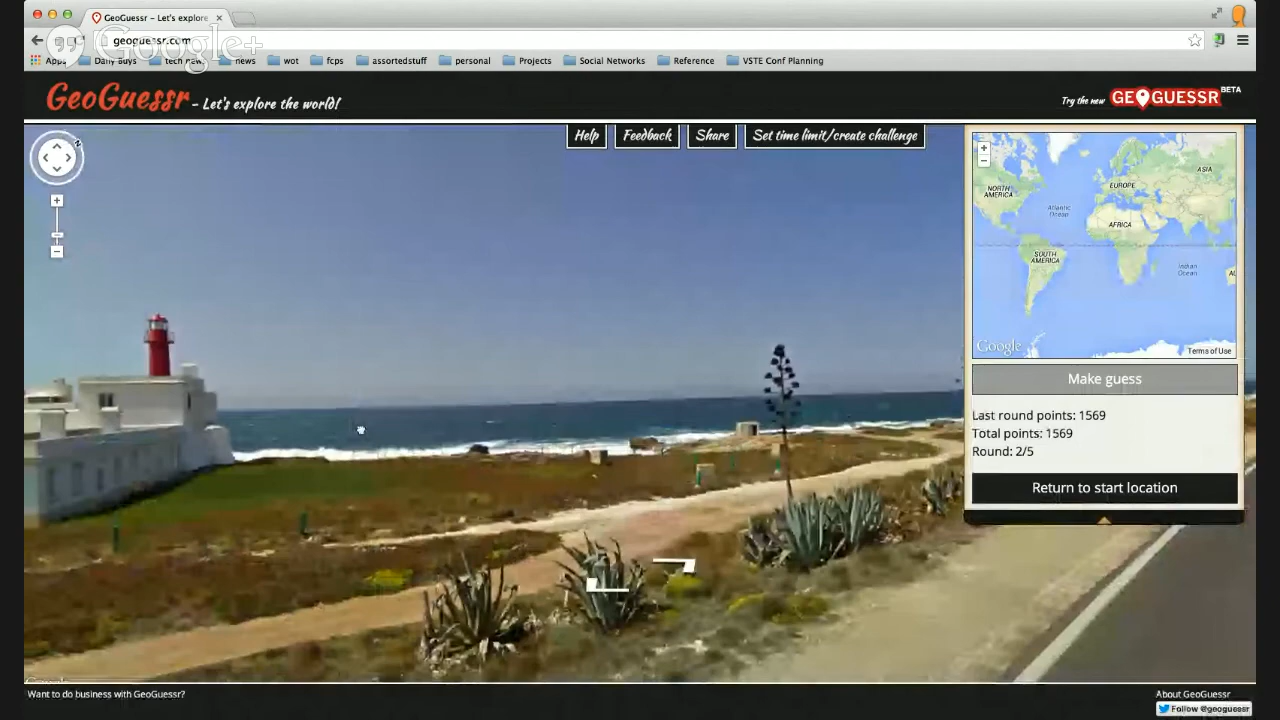 GeoGuessr - Let's explore
Google+
geoguessr.com
Apps Daily Buys tech new news wot fcps assortedstuff personal Projects Social Networks Reference VSTE Conf Planning
GeoGuessr - Let's explore the world!
Try the new GEOGUESSR BETA
Help Feedback Share Set time limit/create challenge
N
+
-
+
-
NORTH AMERICA
EUROPE
ASIA
Atlantic Ocean
AFRICA
SOUTH AMERICA
Indian Ocean
AU
Google
Terms of Use
Make guess
Last round points: 1569
Total points: 1569
Round: 2/5
Return to start location
Want to do business with GeoGuessr?
About GeoGuessr
Follow @geoguessr